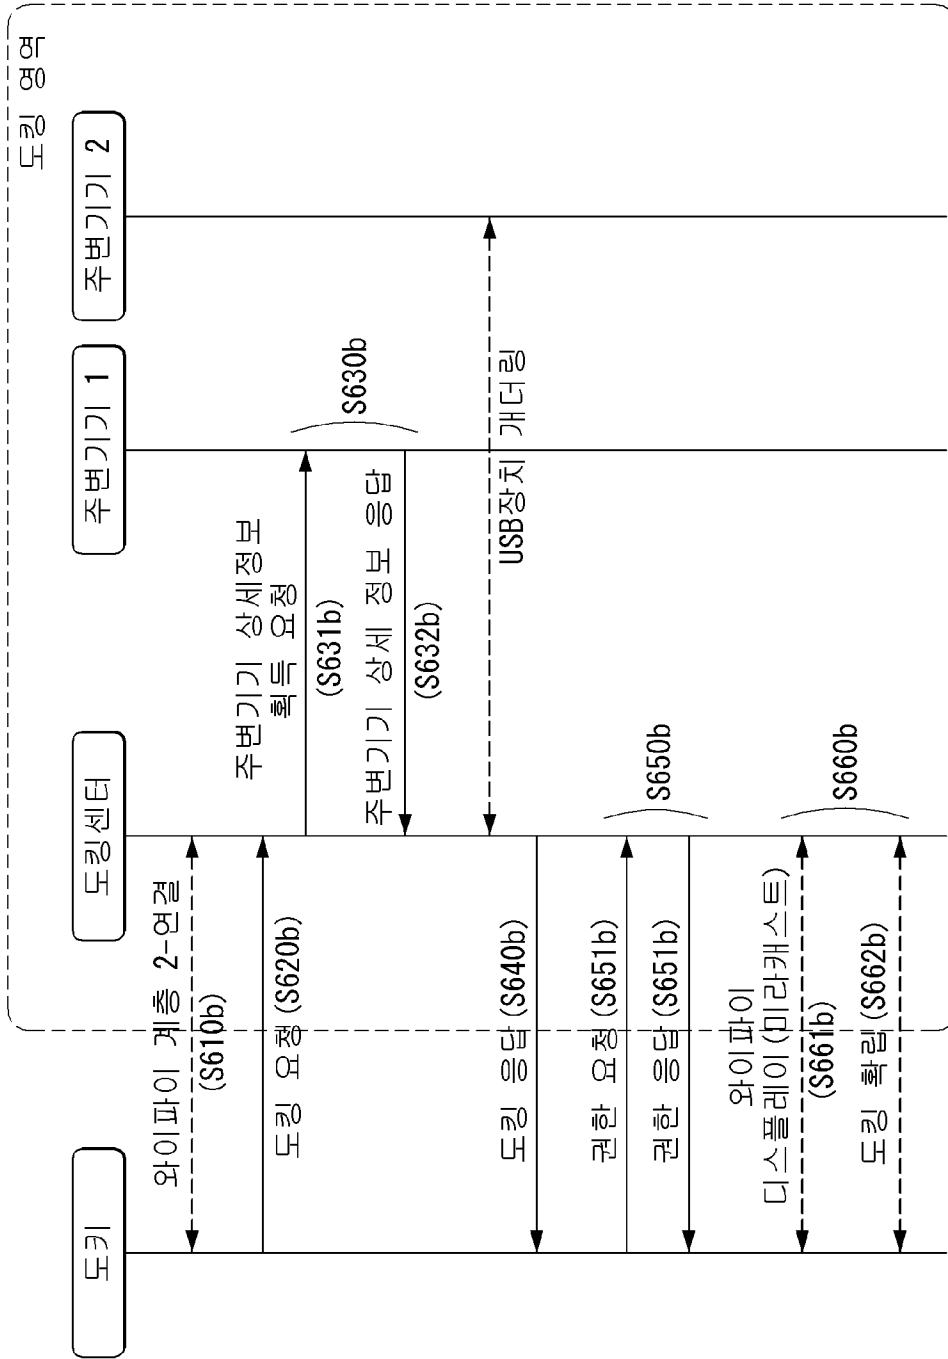 도킹 영역
도키
도킹센터
주변기기 1
주변기기 2
와이파이 계층 2-연결
(S610b)
도킹 요청(S620b)
주변기기 상세정보
획득 요청
(S631b)
S630b
주변기기 상세 정보 응답
(S632b)
USB장치 개더링
도킹 응답(S640b)
권한 요청(S651b)
S650b
권한 응답(S651b)
와이파이
디스플레이(미라캐스트)
(S661b)
S660b
도킹 확립(S662b)